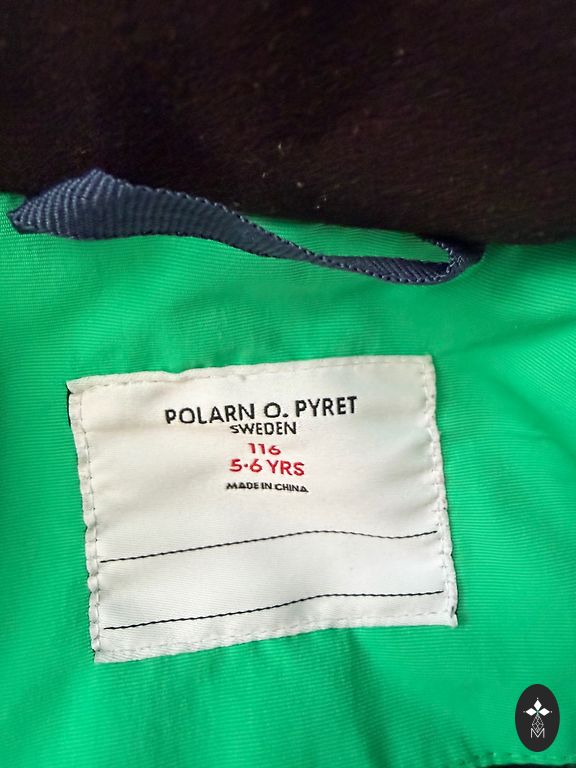 POLARN O. PYRET
SWEDEN
116
5-6 YRS
MADE IN CHINA
M